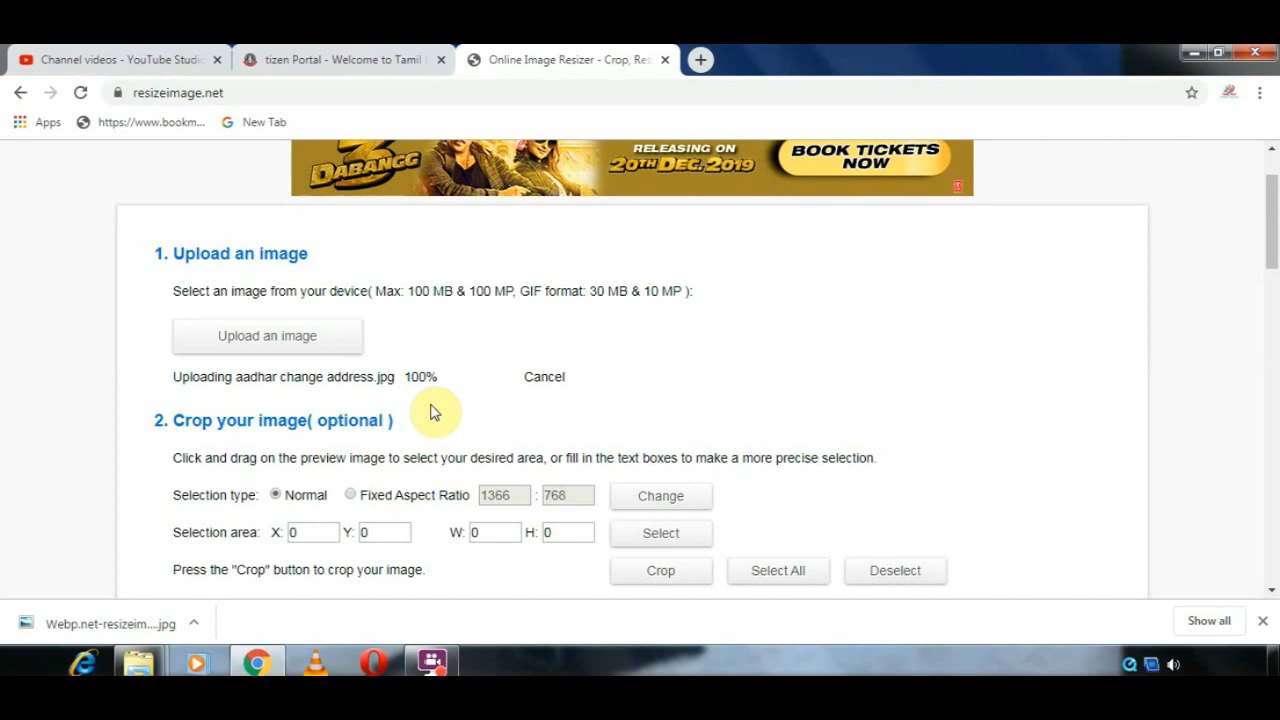 Channel videos - YouTube Studi
tizen Portal - Welcome to Tamil
Online Image Resizer - Crop, Res
resizeimage.net
Apps
https://www.bookm...
New Tab
3
DABANGG
RELEASING ON
20TH DEC, 2019
BOOK TICKETS
NOW
1. Upload an image
Select an image from your device( Max: 100 MB & 100 MP, GIF format: 30 MB & 10 MP ):
Upload an image
Uploading aadhar change address.jpg 100% Cancel
2. Crop your image( optional )
Click and drag on the preview image to select your desired area, or fill in the text boxes to make a more precise selection.
Selection type: Normal Fixed Aspect Ratio 1366 : 768 Change
Selection area: X: 0 Y: 0 W: 0 H: 0 Select
Press the "Crop" button to crop your image. Crop Select All Deselect
Webp.net-resizeim....jpg
Show all